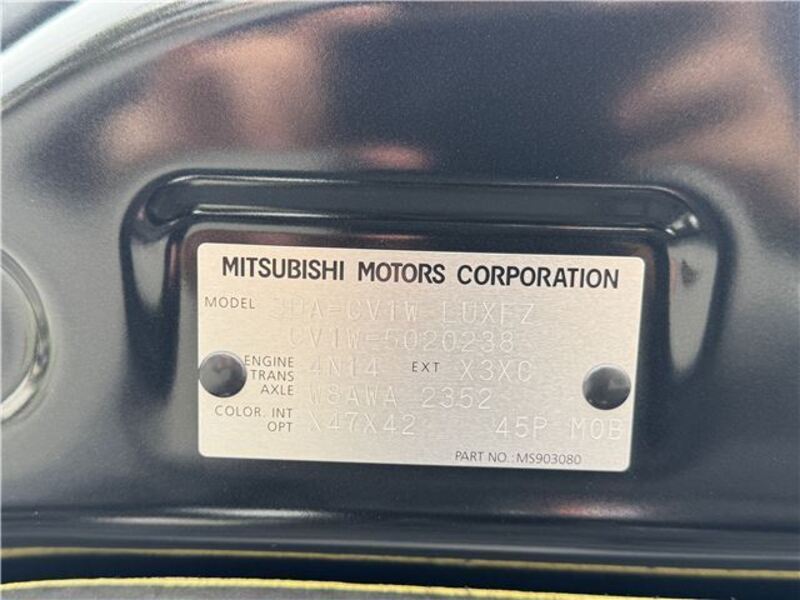 MITSUBISHI MOTORS CORPORATION
MODEL 3DA-CV1W LUXFZ
CV1W-5020238
ENGINE 4N14 EXT X3XC
TRANS AXLE W8AWA 2352
COLOR. INT OPT X47X42 45P M0B
PART NO.: MS903080